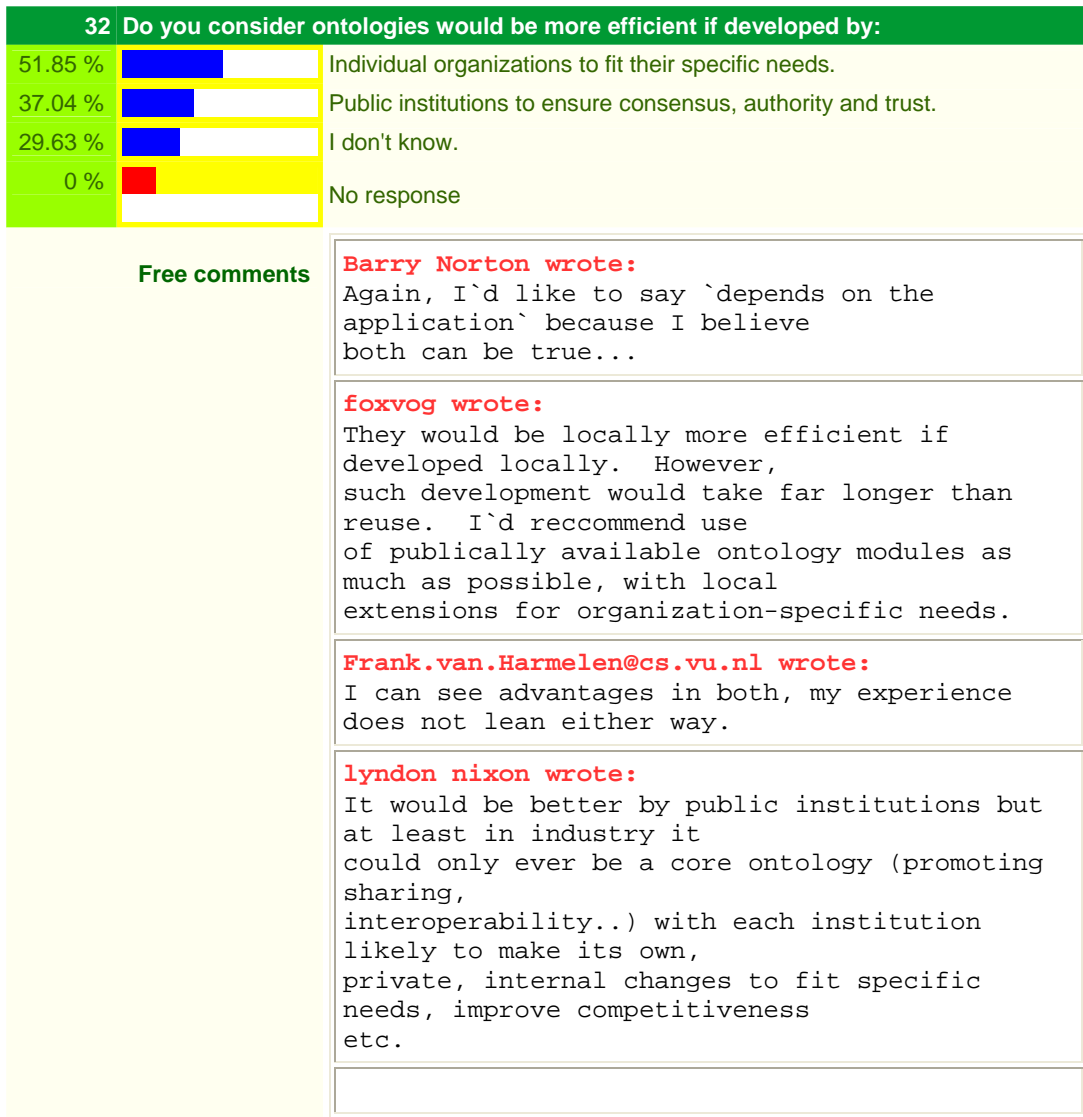 32 Do you consider ontologies would be more efficient if developed by:
51.85 % Individual organizations to fit their specific needs.
37.04 % Public institutions to ensure consensus, authority and trust.
29.63 % I don't know.
0 % No response
Free comments
Barry Norton wrote:
Again, I`d like to say `depends on the
application` because I believe
both can be true...
foxvog wrote:
They would be locally more efficient if
developed locally.  However,
such development would take far longer than
reuse.  I`d reccommend use
of publically available ontology modules as
much as possible, with local
extensions for organization-specific needs.
Frank.van.Harmelen@cs.vu.nl wrote:
I can see advantages in both, my experience
does not lean either way.
lyndon nixon wrote:
It would be better by public institutions but
at least in industry it
could only ever be a core ontology (promoting
sharing,
interoperability..) with each institution
likely to make its own,
private, internal changes to fit specific
needs, improve competitiveness
etc.